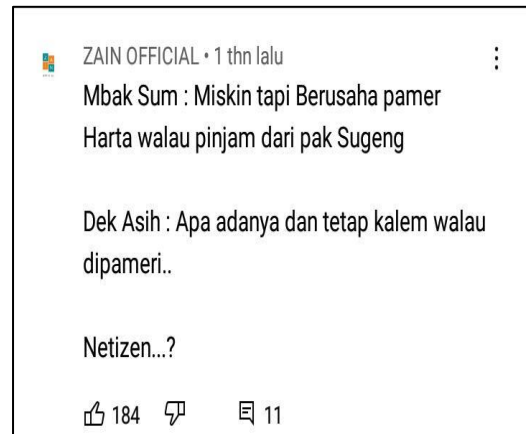 ZAIN OFFICIAL • 1 thn lalu
Mbak Sum : Miskin tapi Berusaha pamer
Harta walau pinjam dari pak Sugeng
Dek Asih : Apa adanya dan tetap kalem walau
dipameri..
Netizen...?
184 11